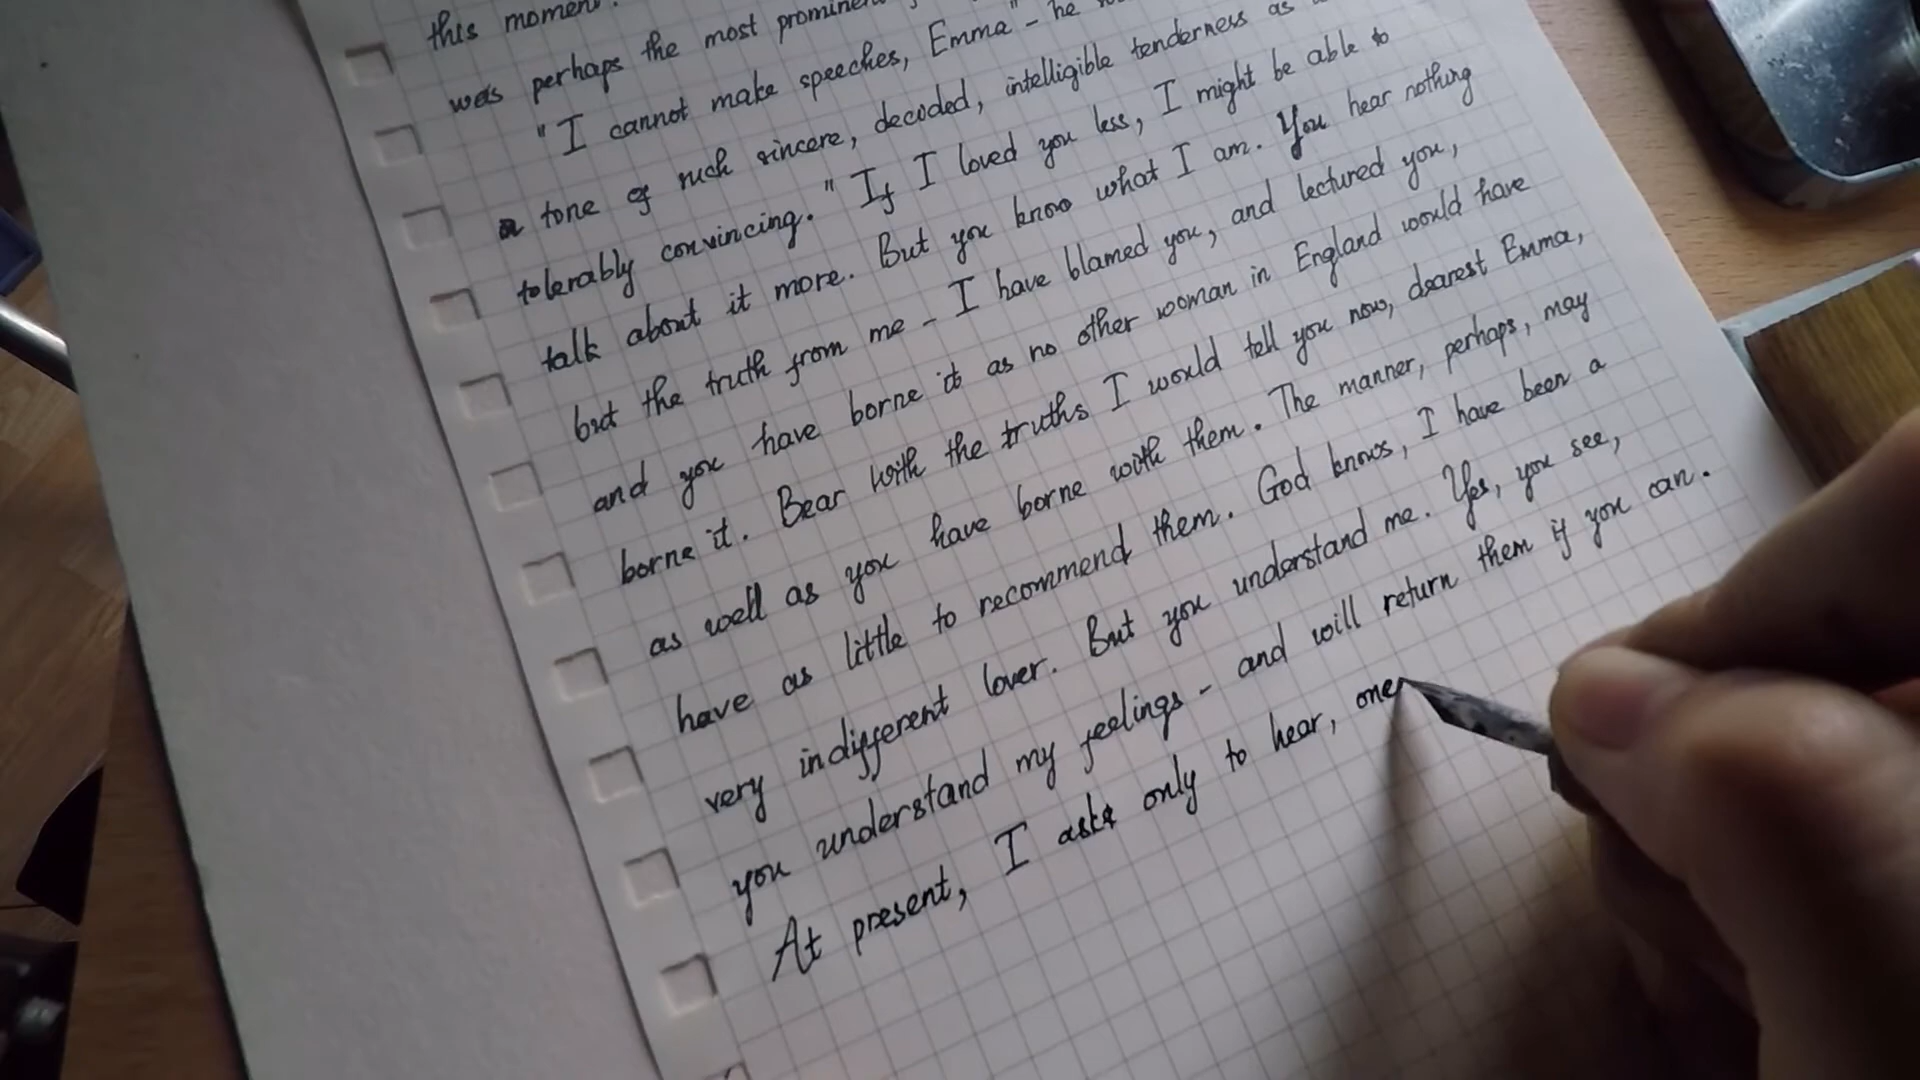 this moment.
was perhaps the most prominent
"I cannot make speeches, Emma" - he
a tone of such sincere, decoded, intelligible tenderness as
tolerably convincing. "If I loved you less, I might be able to
talk about it more. But you know what I am. You hear nothing
but the truth from me - I have blamed you, and lectured you,
and you have borne it as no other woman in England would have
borne it. Bear with the truths I would tell you now, dearest Emma,
as well as you have borne with them. The manner, perhaps, may
have as little to recommend them. God knows, I have been a
very indifferent lover. But you understand me. Yes, you see,
you understand my feelings - and will return them if you can.
At present, I ask only to hear, once